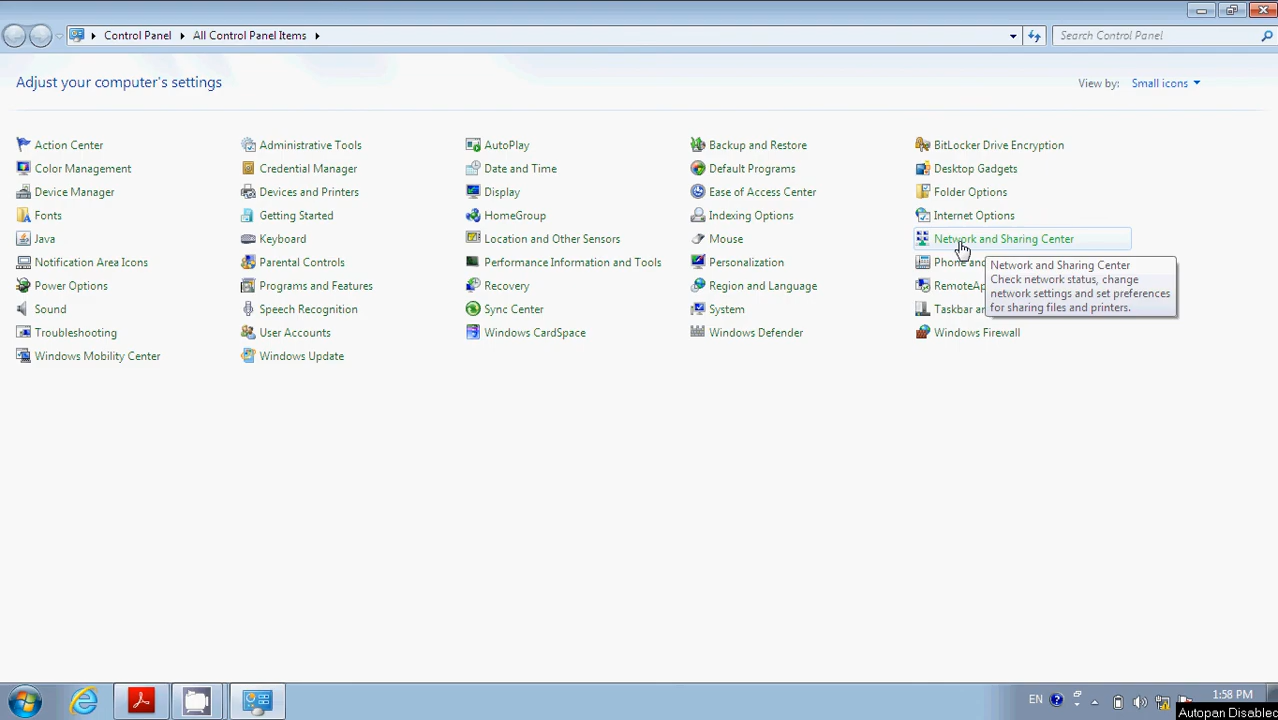 Control Panel All Control Panel Items
Search Control Panel
Adjust your computer's settings
View by: Small icons
Action Center
Administrative Tools
AutoPlay
Backup and Restore
BitLocker Drive Encryption
Color Management
Credential Manager
Date and Time
Default Programs
Desktop Gadgets
Device Manager
Devices and Printers
Display
Ease of Access Center
Folder Options
Fonts
Getting Started
HomeGroup
Indexing Options
Internet Options
Java
Keyboard
Location and Other Sensors
Mouse
Network and Sharing Center
Notification Area Icons
Parental Controls
Performance Information and Tools
Personalization
Phone and
Network and Sharing Center
Check network status, change
network settings and set preferences
for sharing files and printers.
Power Options
Programs and Features
Recovery
Region and Language
RemoteAp
Sound
Speech Recognition
Sync Center
System
Taskbar an
Troubleshooting
User Accounts
Windows CardSpace
Windows Defender
Windows Firewall
Windows Mobility Center
Windows Update
EN
1:58 PM
Autopan Disabled